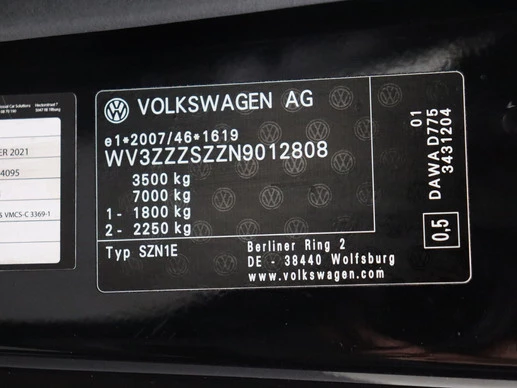 ER 2021
4095
VMC5-C 3369-1
VOLKSWAGEN AG
e1*2007/46*1619
WV3ZZZSZZN9012808
3500 kg
7000 kg
1- 1800 kg
2- 2250 kg
Typ SZN1E
Berliner Ring 2
DE - 38440 Wolfsburg
www.volkswagen.com
01
DAWA D775
3431204
0,5